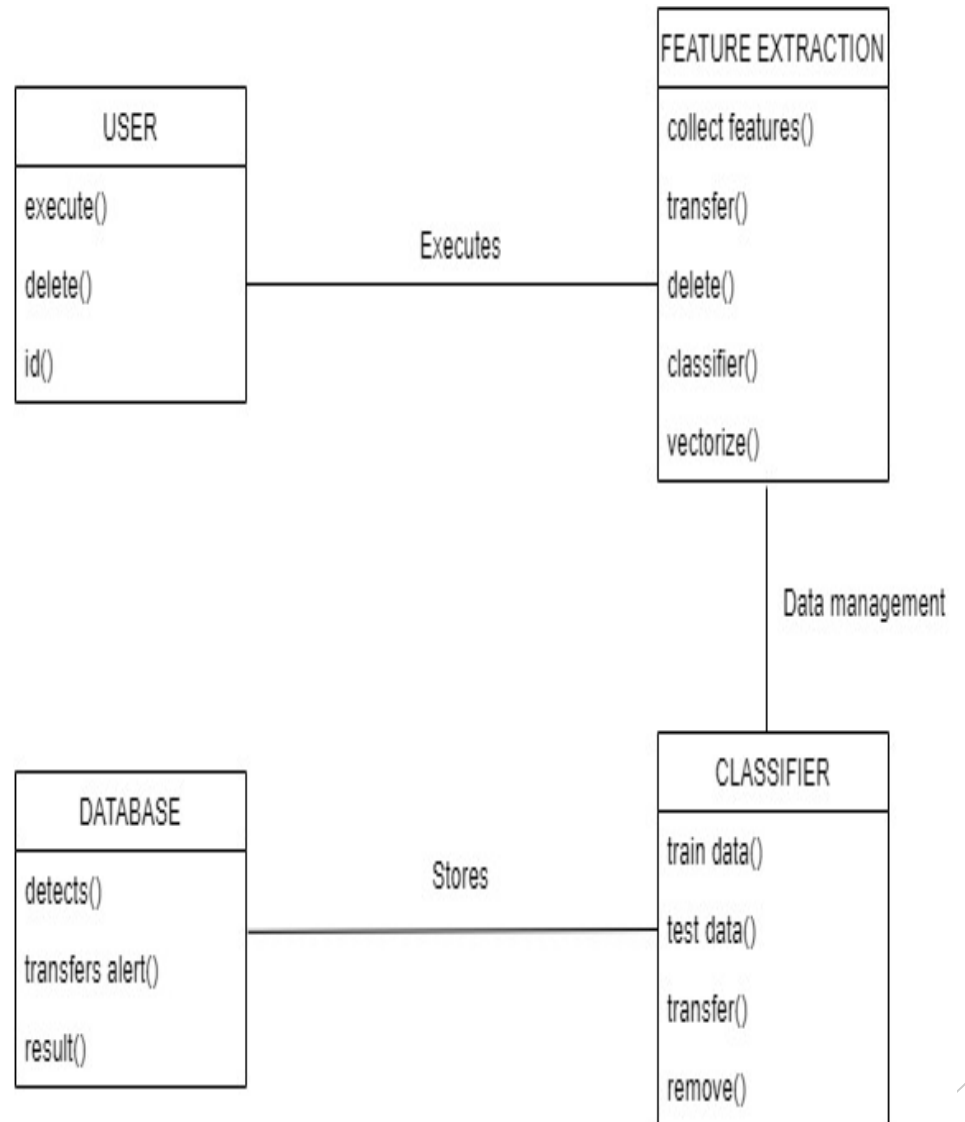 USER
execute()
delete()
id()
Executes
FEATURE EXTRACTION
collect features()
transfer()
delete()
classifier()
vectorize()
Data management
DATABASE
detects()
transfers alert()
result()
Stores
CLASSIFIER
train data()
test data()
transfer()
remove()